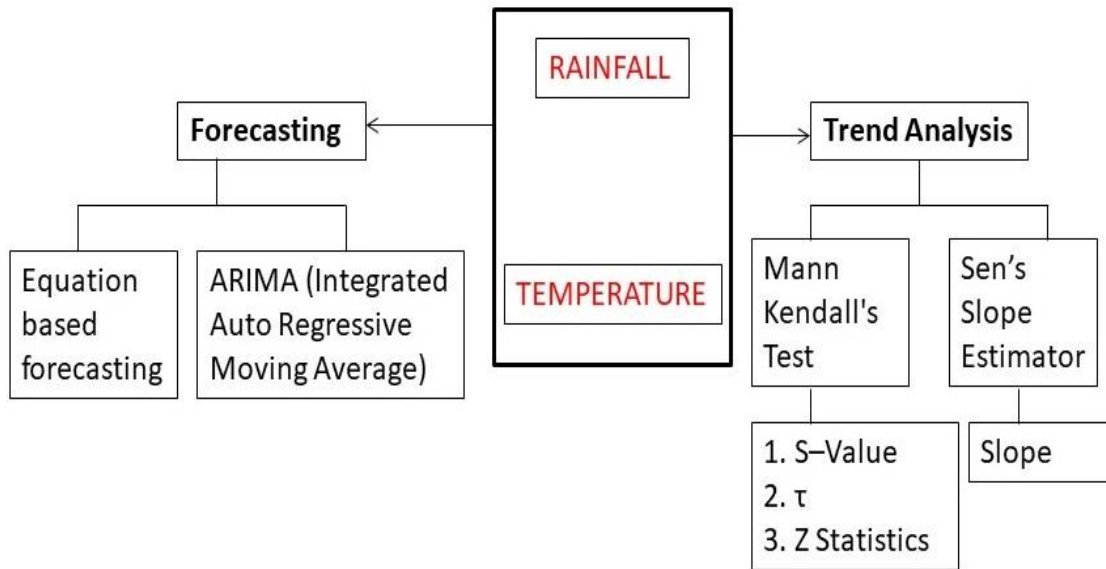 RAINFALL
TEMPERATURE
Forecasting
Equation
based
forecasting
ARIMA (Integrated
Auto Regressive
Moving Average)
Trend Analysis
Mann
Kendall's
Test
1. S–Value
2. τ
3. Z Statistics
Sen’s
Slope
Estimator
Slope